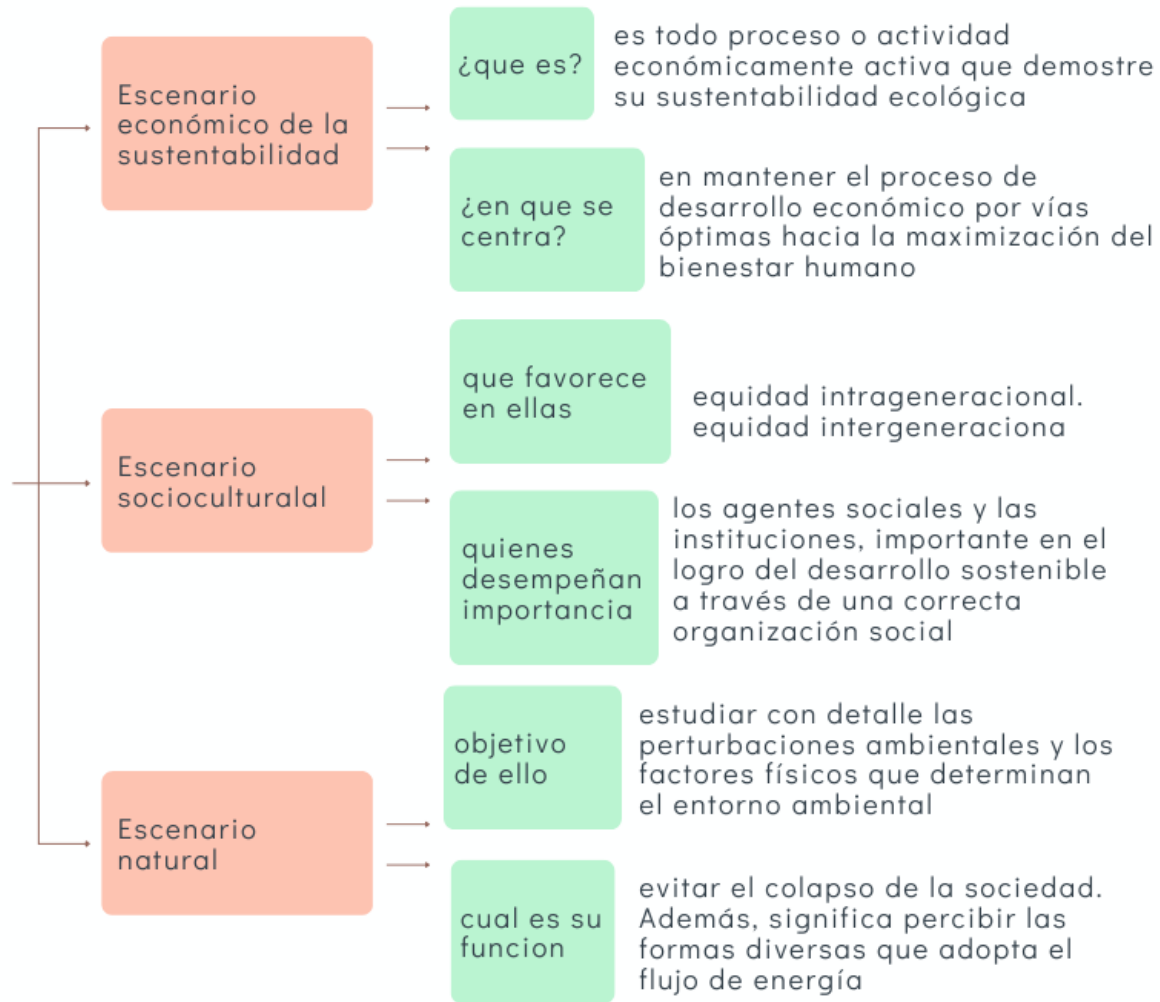 Escenario
económico de la
sustentabilidad
¿que es?
es todo proceso o actividad
económicamente activa que demostre
su sustentabilidad ecológica
¿en que se
centra?
en mantener el proceso de
desarrollo económico por vías
óptimas hacia la maximización del
bienestar humano
Escenario
socioculturalal
que favorece
en ellas
equidad intrageneracional.
equidad intergeneraciona
quienes
desempeñan
importancia
los agentes sociales y las
instituciones, importante en el
logro del desarrollo sostenible
a través de una correcta
organización social
Escenario
natural
objetivo
de ello
estudiar con detalle las
perturbaciones ambientales y los
factores físicos que determinan
el entorno ambiental
cual es su
funcion
evitar el colapso de la sociedad.
Además, significa percibir las
formas diversas que adopta el
flujo de energía